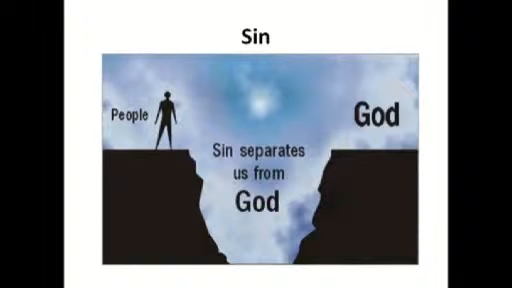 Sin
People
God
Sin separates
us from
God